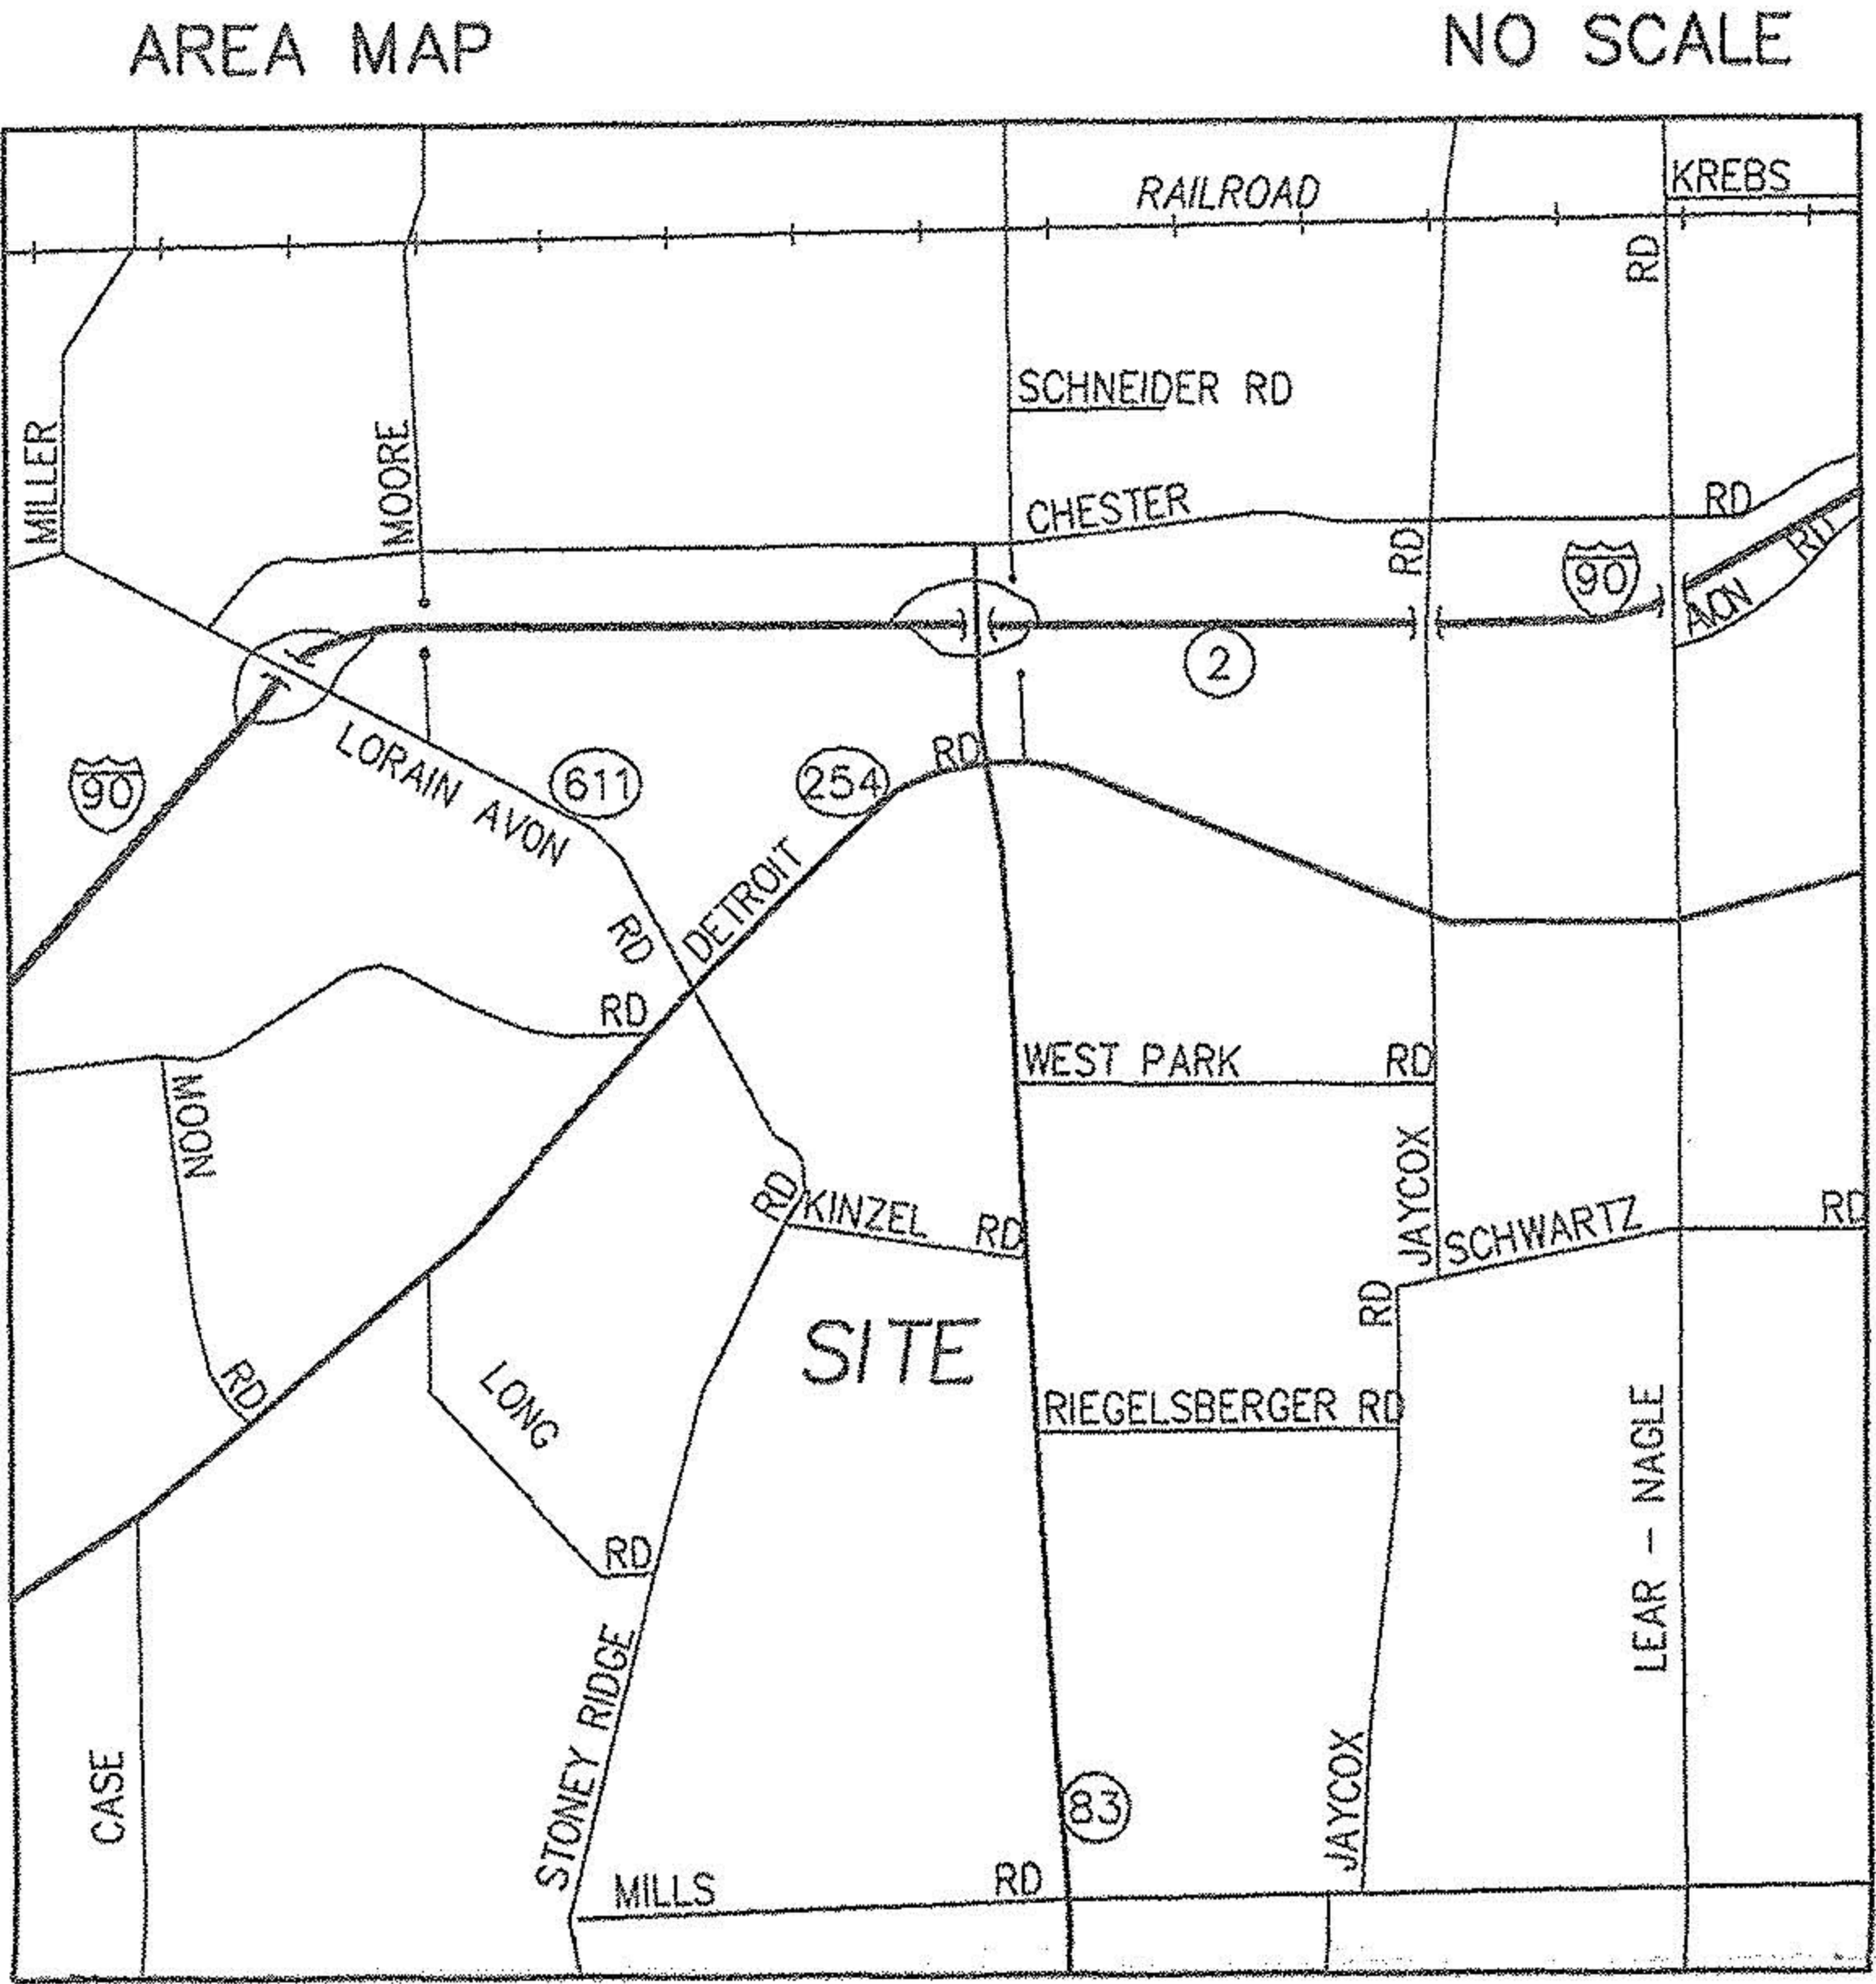 AREA MAP
NO SCALE
KREBS
RAILROAD
RD
SCHNEIDER RD
MILLER
MOORE
CHESTER
RD
RD
90
RD
AON
2
90
LORAIN AVON
611
254
RD
DETROIT
RD
RD
WEST PARK
RD
MOON
JAYCOX
RD
KINZEL
RD
SCHWARTZ
RD
RD
SITE
RD
LONG
RIEGELSBERGER RD
LEAR - NAGLE
RD
STONEY RIDGE
CASE
83
JAYCOX
MILLS
RD